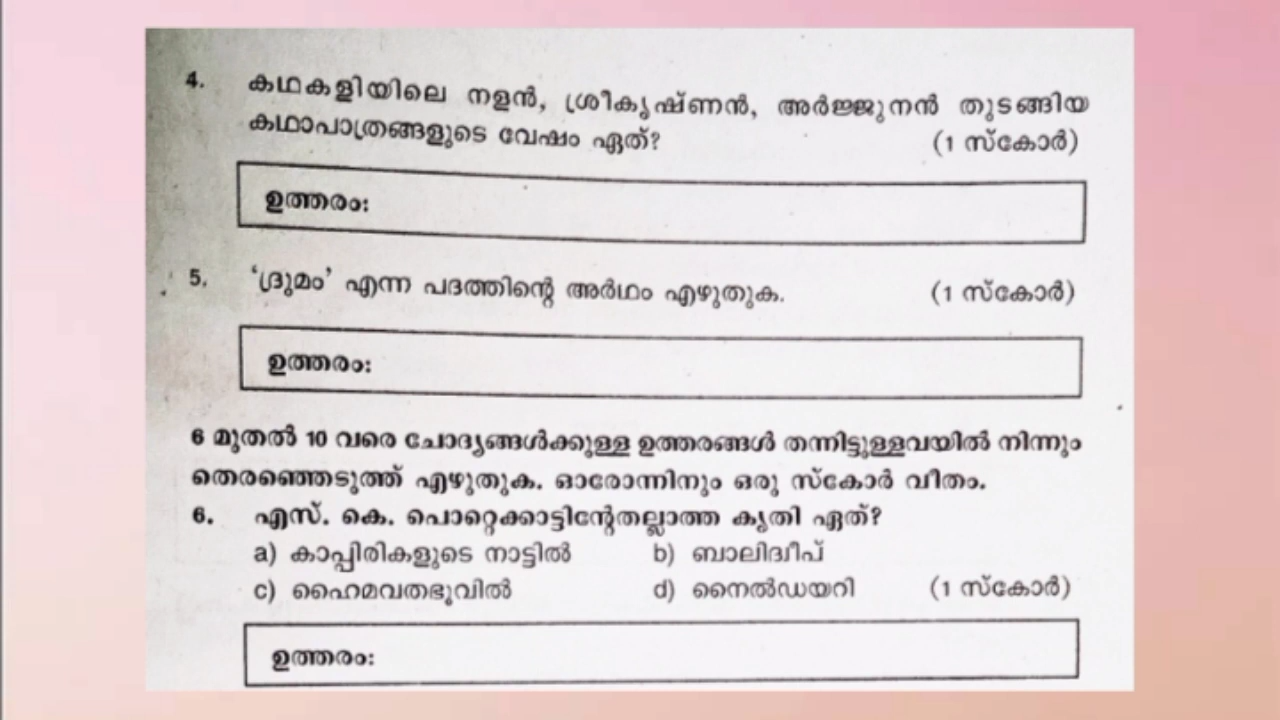 4. കഥകളിയിലെ നളൻ, ശ്രീകൃഷ്ണൻ, അർജ്ജുനൻ തുടങ്ങിയ
കഥാപാത്രങ്ങളുടെ വേഷം ഏത്? (1 സ്കോർ)
ഉത്തരം:
5. 'ദ്രുമം' എന്ന പദത്തിന്റെ അർഥം എഴുതുക. (1 സ്കോർ)
ഉത്തരം:
6 മുതൽ 10 വരെ ചോദ്യങ്ങൾക്കുള്ള ഉത്തരങ്ങൾ തന്നിട്ടുള്ളവയിൽ നിന്നും
തെരഞ്ഞെടുത്ത് എഴുതുക. ഓരോന്നിനും ഒരു സ്കോർ വീതം.
6. എസ്. കെ. പൊറ്റെക്കാട്ടിന്റേതല്ലാത്ത കൃതി ഏത്?
a) കാപ്പിരികളുടെ നാട്ടിൽ b) ബാലിദ്വീപ്
c) ഹൈമവതഭൂവിൽ d) നൈൽഡയറി (1 സ്കോർ)
ഉത്തരം: